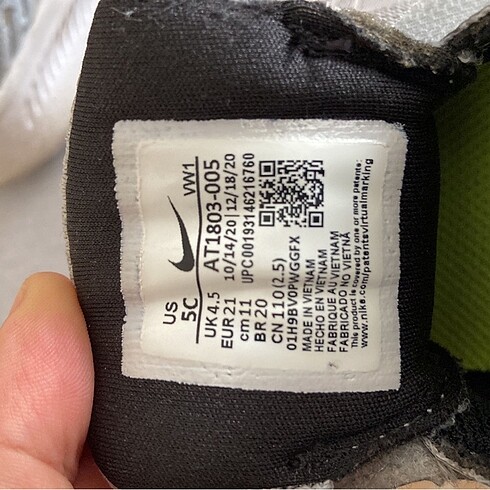 US
5C
VW1
UK 4.5 AT1803-005
EUR 21 10/14/20 | 12/18/20
cm 11 UPC00193146216760
BR 20
CN 110(2.5)
01H9BV0PWGGFX
MADE IN VIETNAM
HECHO EN VIETNAM
FABRIQUÉ AU VIETNAM
FABRICADO NO VIETNÃ
This product is covered by one or more patents:
www.nike.com/patentsvirtualmarking